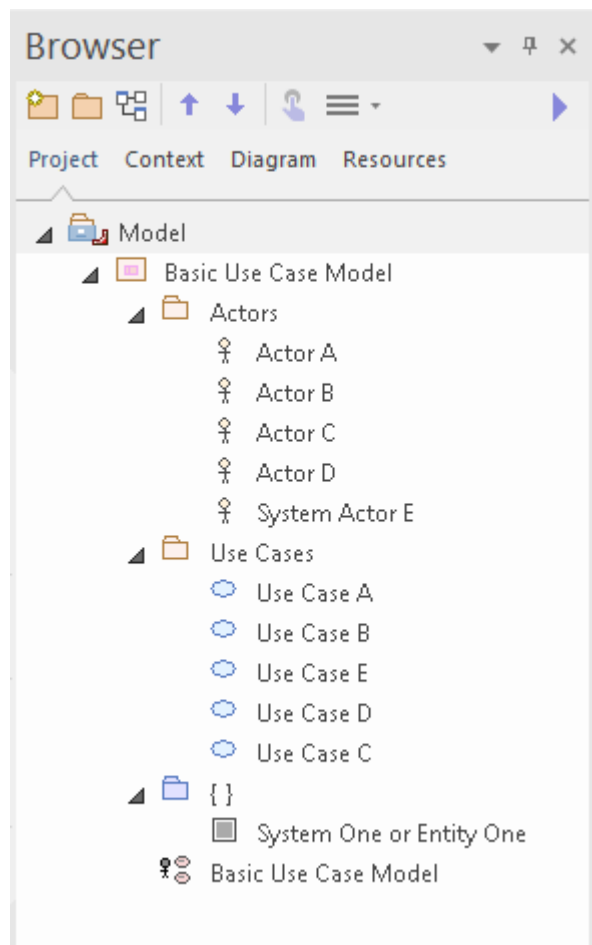 Browser
Project Context Diagram Resources
Model
Basic Use Case Model
Actors
Actor A
Actor B
Actor C
Actor D
System Actor E
Use Cases
Use Case A
Use Case B
Use Case E
Use Case D
Use Case C
{ }
System One or Entity One
Basic Use Case Model